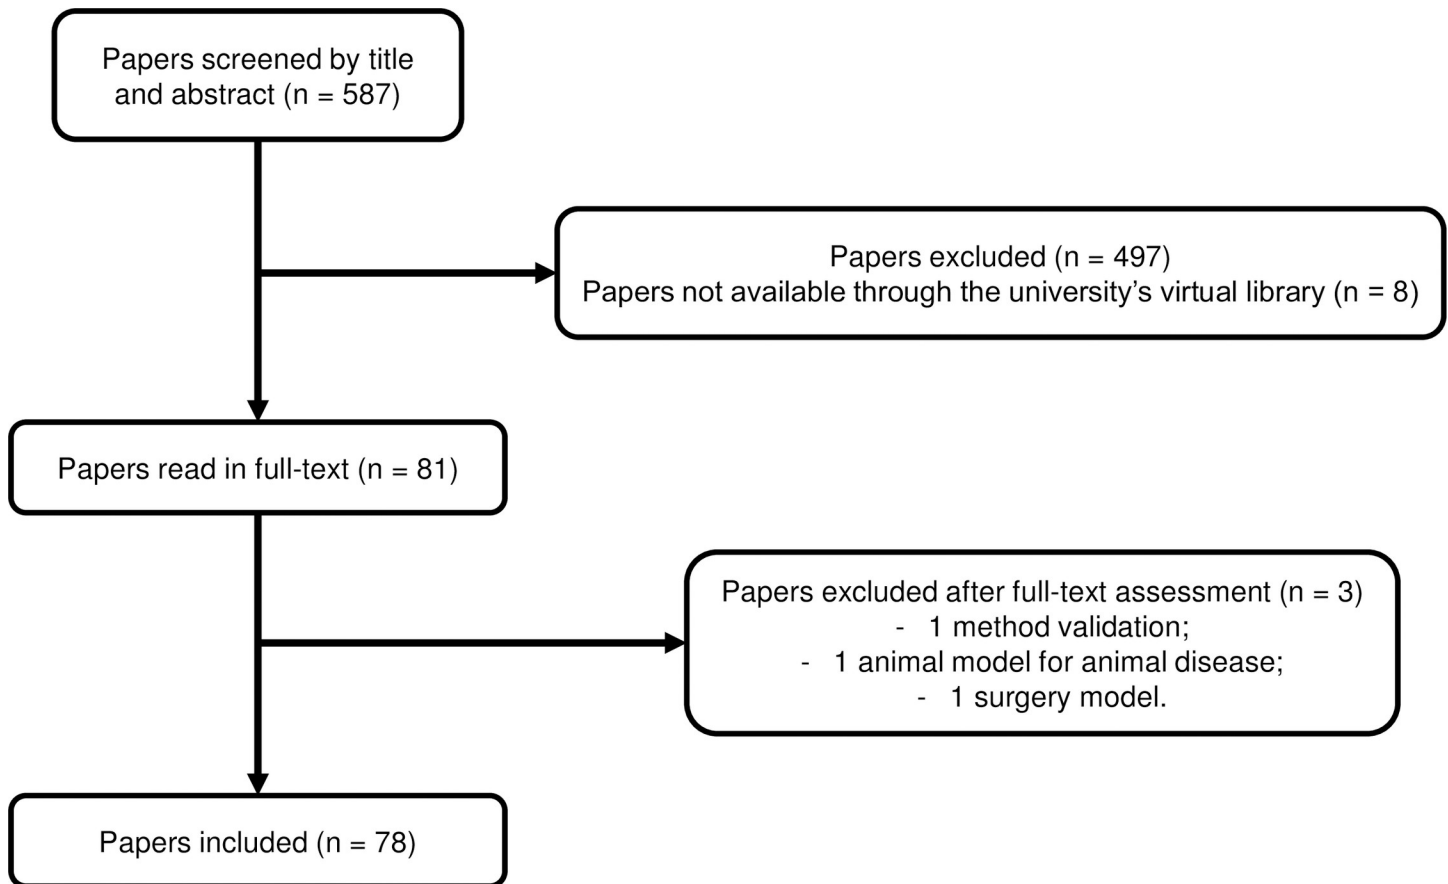 Papers screened by title
and abstract (n = 587)
Papers excluded (n = 497)
Papers not available through the university’s virtual library (n = 8)
Papers read in full-text (n = 81)
Papers excluded after full-text assessment (n = 3)
- 1 method validation;
- 1 animal model for animal disease;
- 1 surgery model.
Papers included (n = 78)